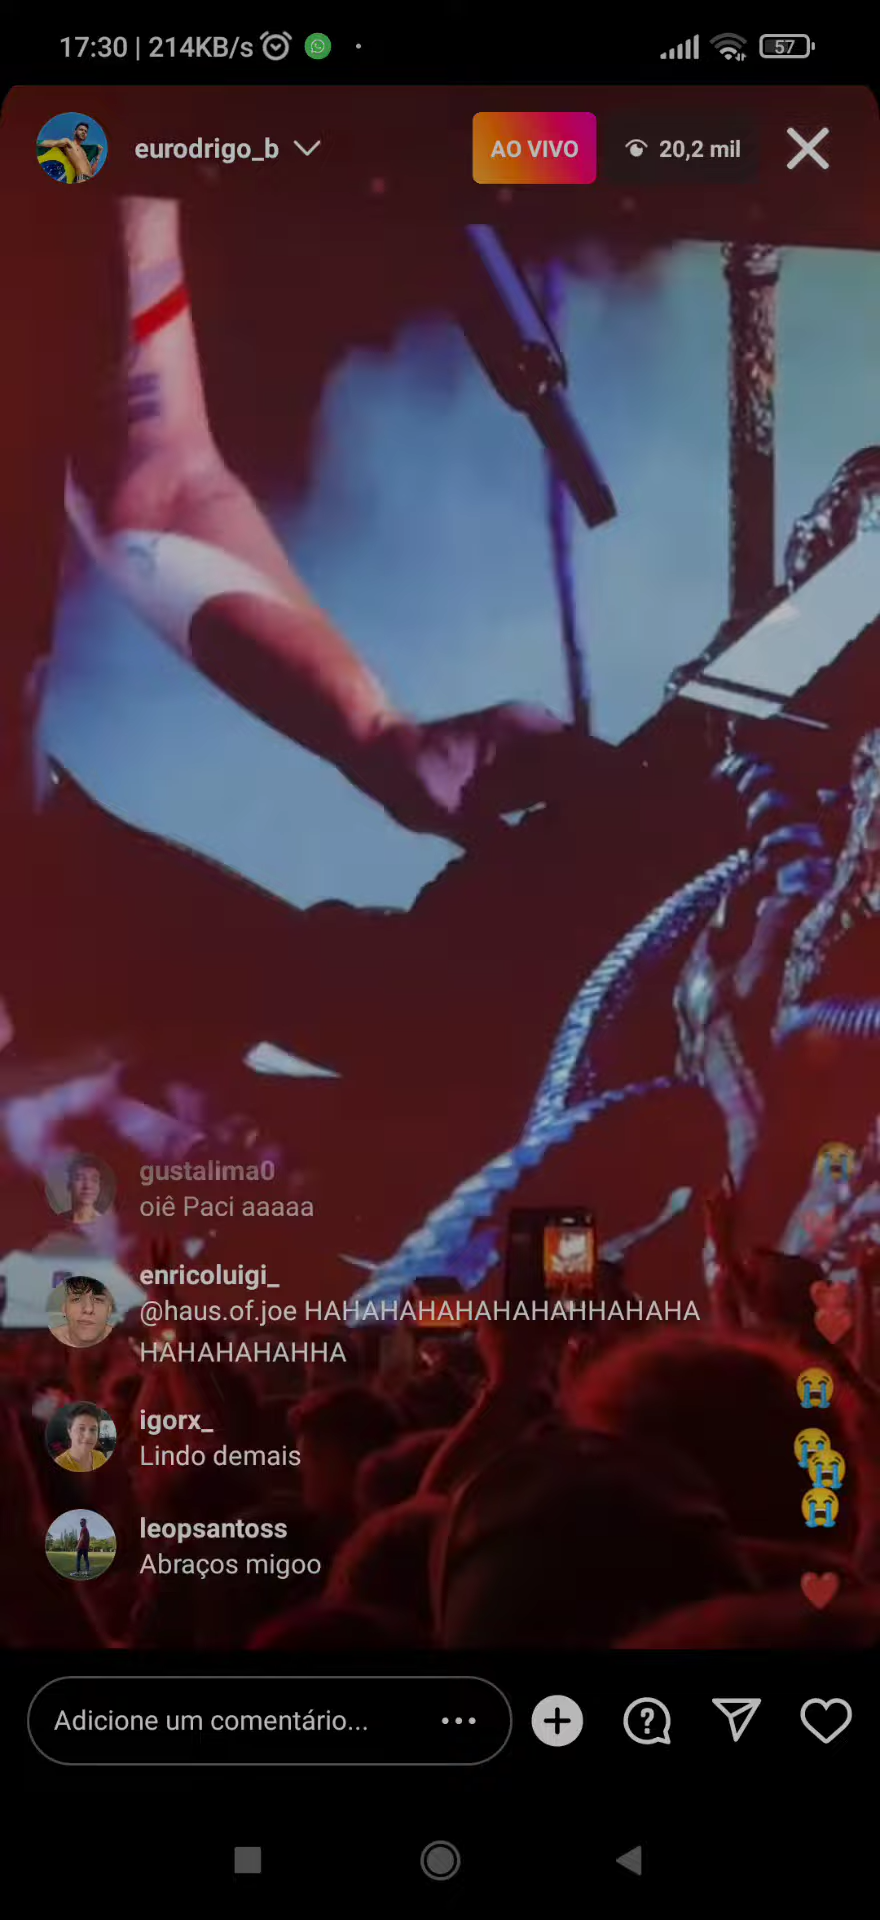 17:30 | 214KB/s
57
eurodrigo_b
AO VIVO
20,2 mil
gustalima0
oiê Paci aaaaa
enricoluigi_
@haus.of.joe HAHAHAHAHAHAHAHHAHAHA
HAHAHAHAHHA
igorx_
Lindo demais
leopsantoss
Abraços migoo
Adicione um comentário...